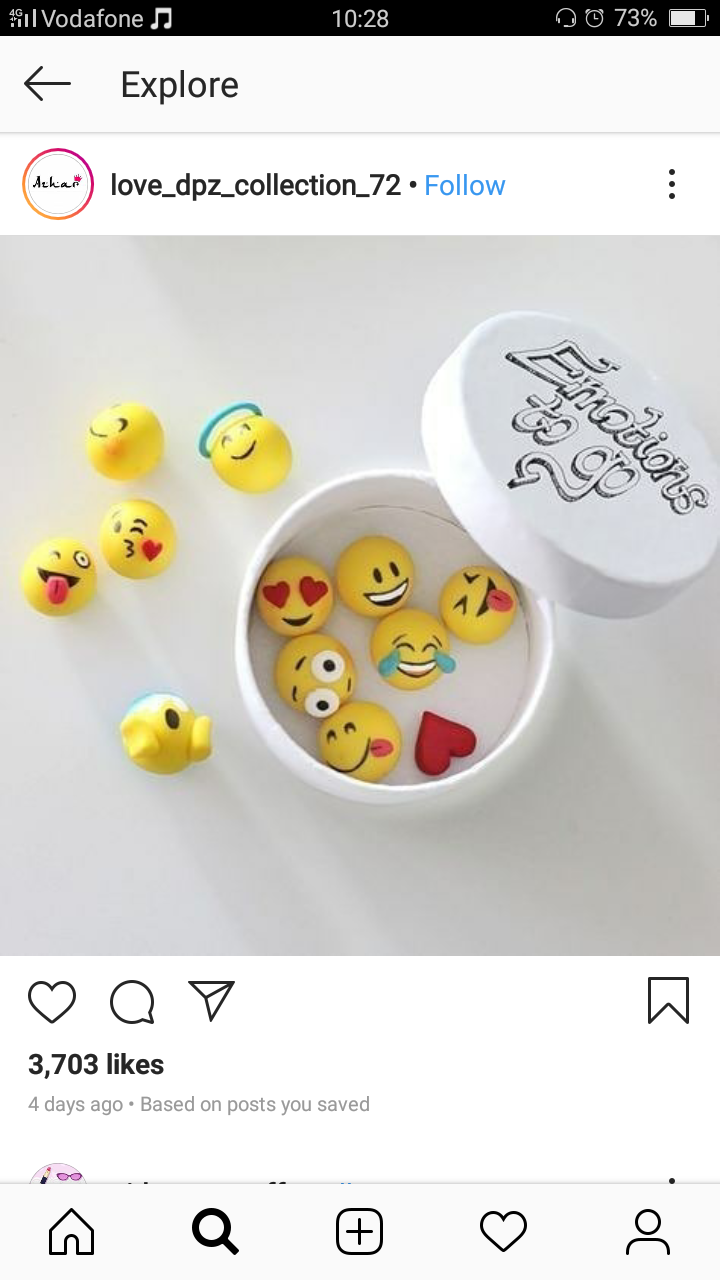 4G Vodafone 10:28 73%
Explore
Azhar
love_dpz_collection_72 • Follow
Emotions
to go
3,703 likes
4 days ago • Based on posts you saved